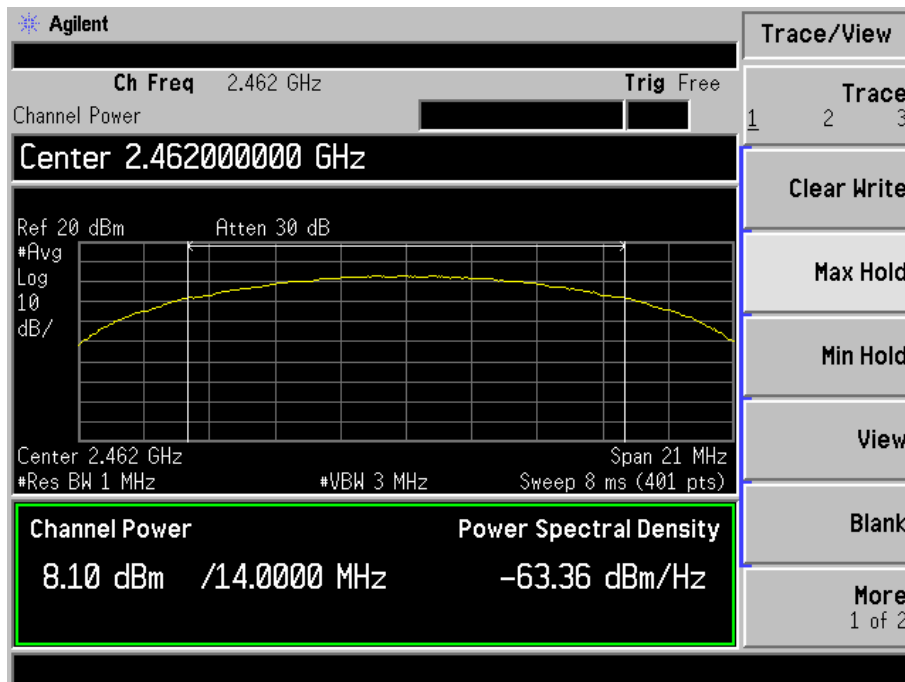 Agilent
Ch Freq 2.462 GHz Trig Free
Channel Power
Center 2.462000000 GHz
Ref 20 dBm Atten 30 dB
#Avg
Log
10
dB/
Center 2.462 GHz Span 21 MHz
#Res BW 1 MHz #VBW 3 MHz Sweep 8 ms (401 pts)
Channel Power Power Spectral Density
8.10 dBm /14.0000 MHz -63.36 dBm/Hz
Trace/View
Trace
1 2 3
Clear Write
Max Hold
Min Hold
View
Blank
More
1 of 2